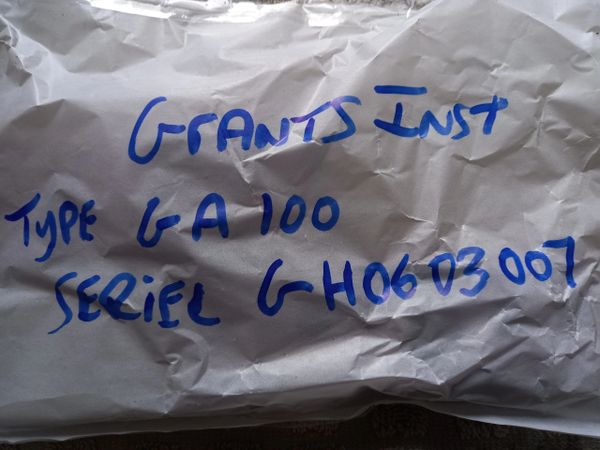 GrANTS INST
TYPE GA 100
SERIEL GH0603007